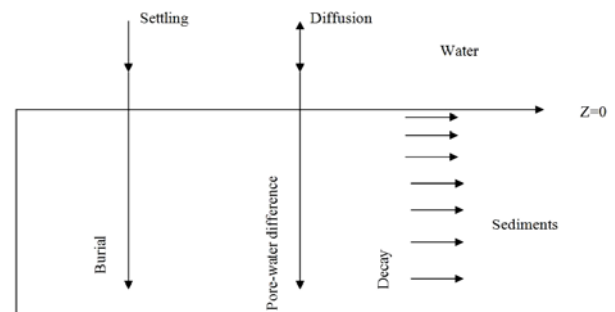 Settling
Diffusion
Water
Z=0
Burial
Pore-water difference
Decay
Sediments